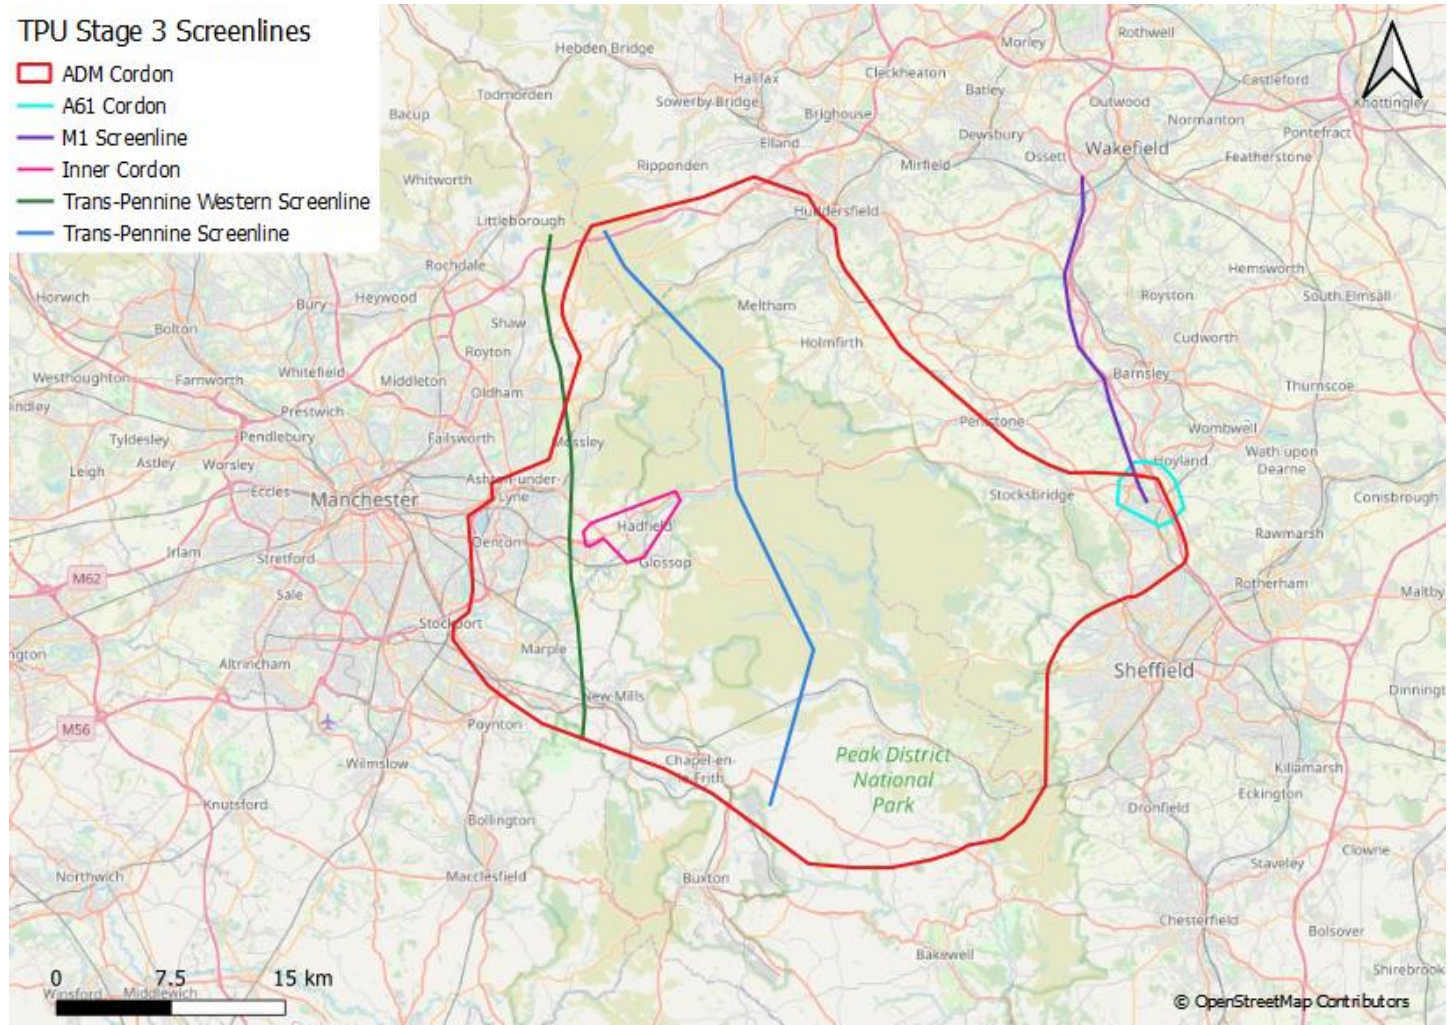 TPU Stage 3 Screenlines
ADM Cordon
A61 Cordon
M1 Screenline
Inner Cordon
Trans-Pennine Western Screenline
Trans-Pennine Screenline
Rothwell
Hebden Bridge
Morley
Halifax
Cleckheaton
Castleford
Todmorden
Batley
Sowerby Bridge
Outwood
Knottingley
Bacup
Brighouse
Normanton
Elland
Dewsbury
Pontefract
Ripponden
Mirfield
Ossett
Wakefield
Featherstone
Whitworth
Littleborough
Huddersfield
Rochdale
Hemsworth
Horwich
Bury
Heywood
Meltham
Royston
South Elmsall
Bolton
Shaw
Holmfirth
Cudworth
Royton
Westhoughton
Farnworth
Whitefield
Middleton
Oldham
Barnsley
Thurnscoe
ndley
Prestwich
Penistone
Wombwell
Tyldesley
Pendlebury
Failsworth
Mossley
Leigh
Astley
Worsley
Hoyland
Wath upon
Dearne
Ashton-under-
Lyne
Eccles
Manchester
Stocksbridge
Conisbrough
Hadfield
Denton
Rawmarsh
Irlam
Stretford
Glossop
M62
Sale
Rotherham
Maltby
Stockport
Marple
ngton
Altrincham
Sheffield
New Mills
Dinningt
M56
Poynton
Wilmslow
Chapel-en-
le-Frith
Peak District
National
Park
Killamarsh
Knutsford
Bollington
Dronfield
Eckington
Clowne
Northwich
Macclesfield
Buxton
Staveley
Chesterfield
Bolsover
Bakewell
Shirebrook
0 7.5 15 km
Winsford
Middlewich
© OpenStreetMap Contributors